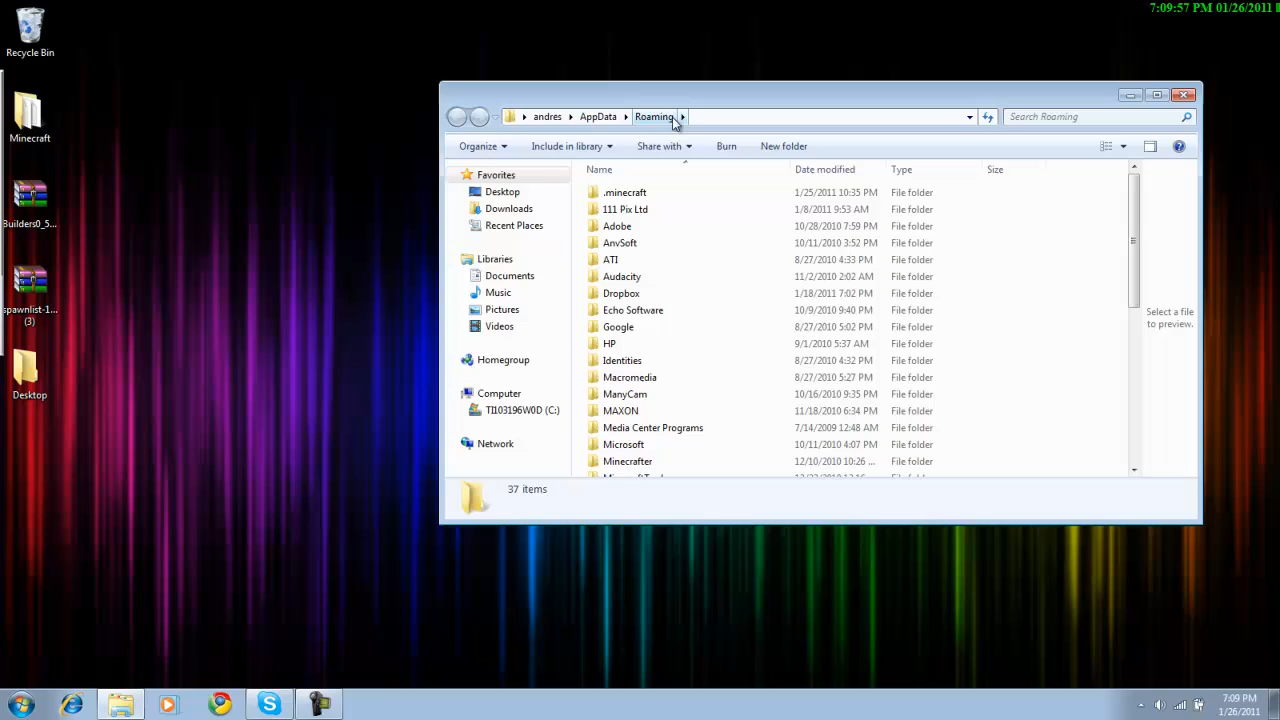 7:09:57 PM 01/26/2011
Recycle Bin
Minecraft
Builders0_5...
spawnlist-1...
(3)
Desktop
andres AppData Roaming
Search Roaming
Organize Include in library Share with Burn New folder
Favorites
Desktop
Downloads
Recent Places
Libraries
Documents
Music
Pictures
Videos
Homegroup
Computer
TI103196W0D (C:)
Network
Name Date modified Type Size
.minecraft 1/25/2011 10:35 PM File folder
111 Pix Ltd 1/8/2011 9:53 AM File folder
Adobe 10/28/2010 7:59 PM File folder
AnvSoft 10/11/2010 3:52 PM File folder
ATI 8/27/2010 4:33 PM File folder
Audacity 11/2/2010 2:02 AM File folder
Dropbox 1/18/2011 7:02 PM File folder
Echo Software 10/9/2010 9:40 PM File folder
Google 8/27/2010 5:02 PM File folder
HP 9/1/2010 5:37 AM File folder
Identities 8/27/2010 4:32 PM File folder
Macromedia 8/27/2010 5:27 PM File folder
ManyCam 10/16/2010 9:35 PM File folder
MAXON 11/18/2010 6:34 PM File folder
Media Center Programs 7/14/2009 12:48 AM File folder
Microsoft 10/11/2010 4:07 PM File folder
Minecrafter 12/10/2010 10:26 ... File folder
Select a file
to preview.
37 items
7:09 PM
1/26/2011